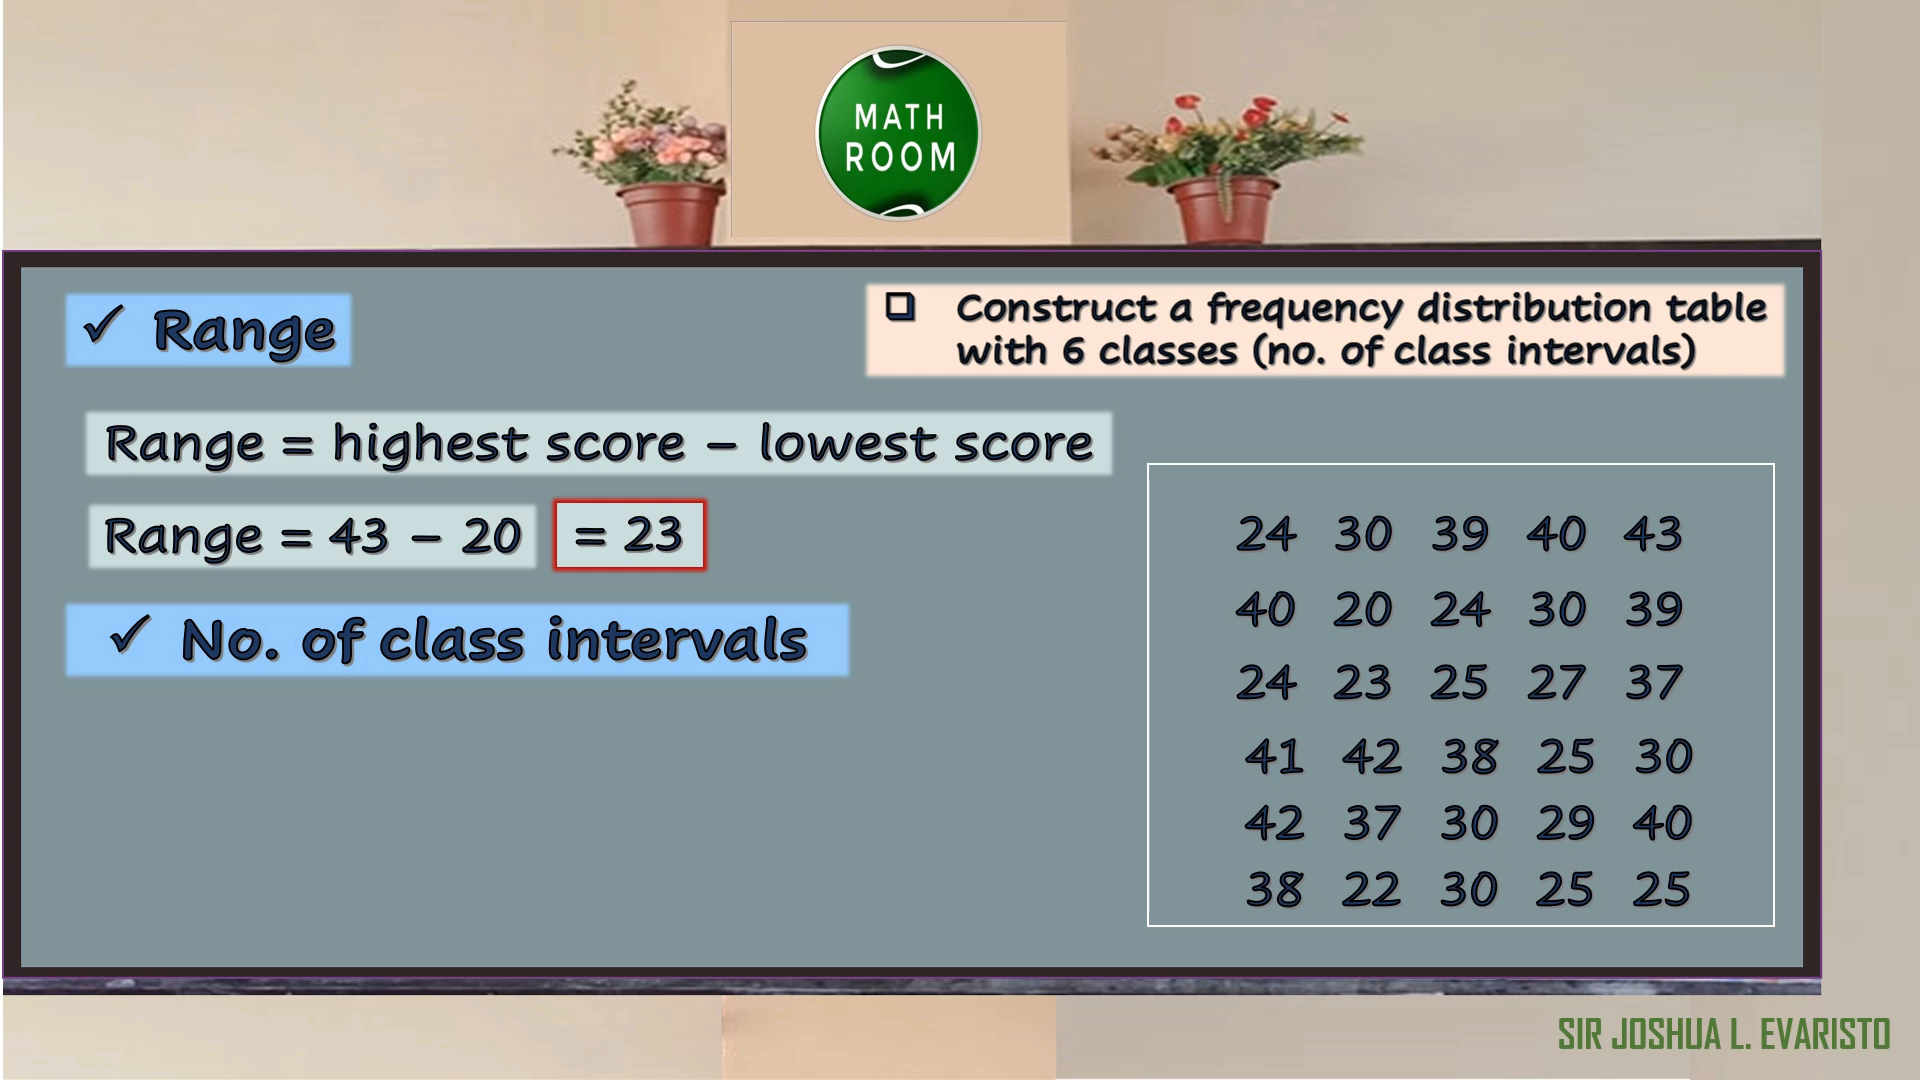 MATH
ROOM
✓ Range
❑ Construct a frequency distribution table
with 6 classes (no. of class intervals)
Range = highest score – lowest score
Range = 43 – 20 = 23
✓ No. of class intervals
24 30 39 40 43
40 20 24 30 39
24 23 25 27 37
41 42 38 25 30
42 37 30 29 40
38 22 30 25 25
SIR JOSHUA L. EVARISTO